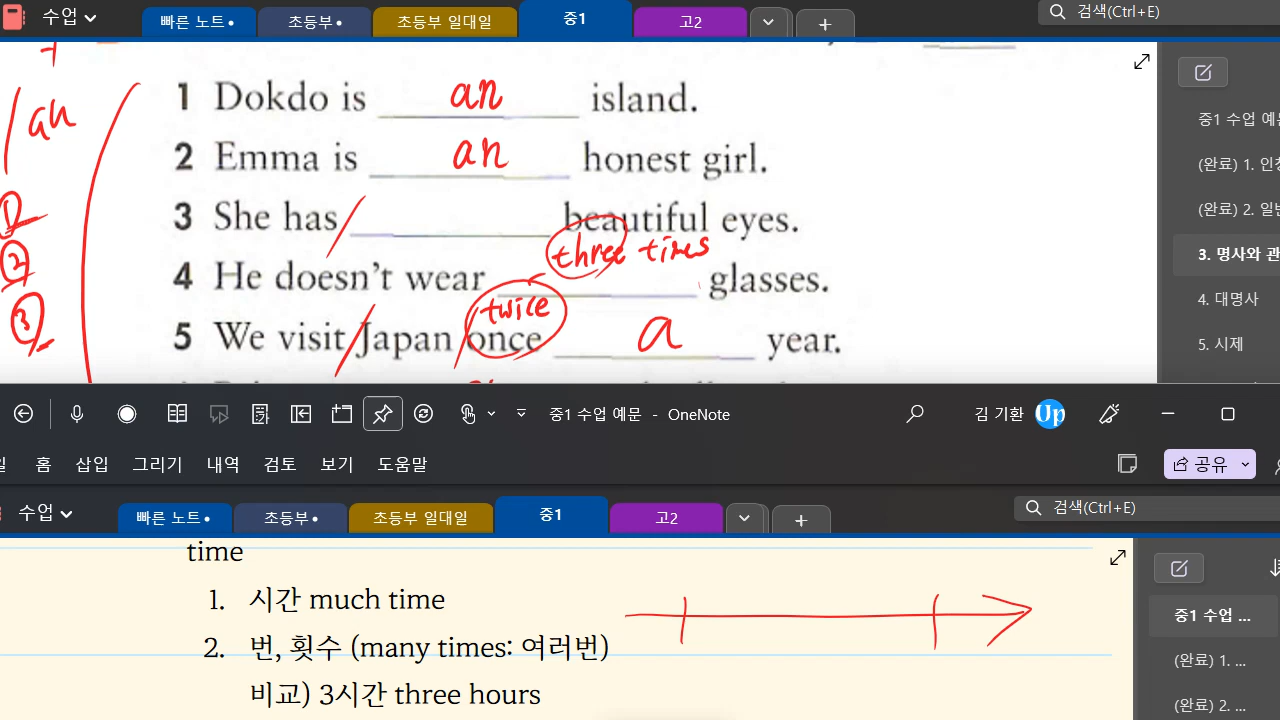 수업 빠른 노트• 초등부• 초등부 일대일 중1 고2 + 검색(Ctrl+E)
1 Dokdo is an island.
an
중1 수업 예문
2 Emma is an honest girl.
(완료) 1. 인칭
① 3 She has beautiful eyes.
(완료) 2. 일반
② three times
3. 명사와 관
4 He doesn't wear glasses.
③ twice
4. 대명사
5 We visit Japan once a year.
5. 시제
중1 수업 예문 - OneNote 김 기환 Up
일 홈 삽입 그리기 내역 검토 보기 도움말 공유
수업 빠른 노트• 초등부• 초등부 일대일 중1 고2 + 검색(Ctrl+E)
time
1. 시간 much time
중1 수업 ...
2. 번, 횟수 (many times: 여러번)
(완료) 1. ...
비교) 3시간 three hours
(완료) 2. ...